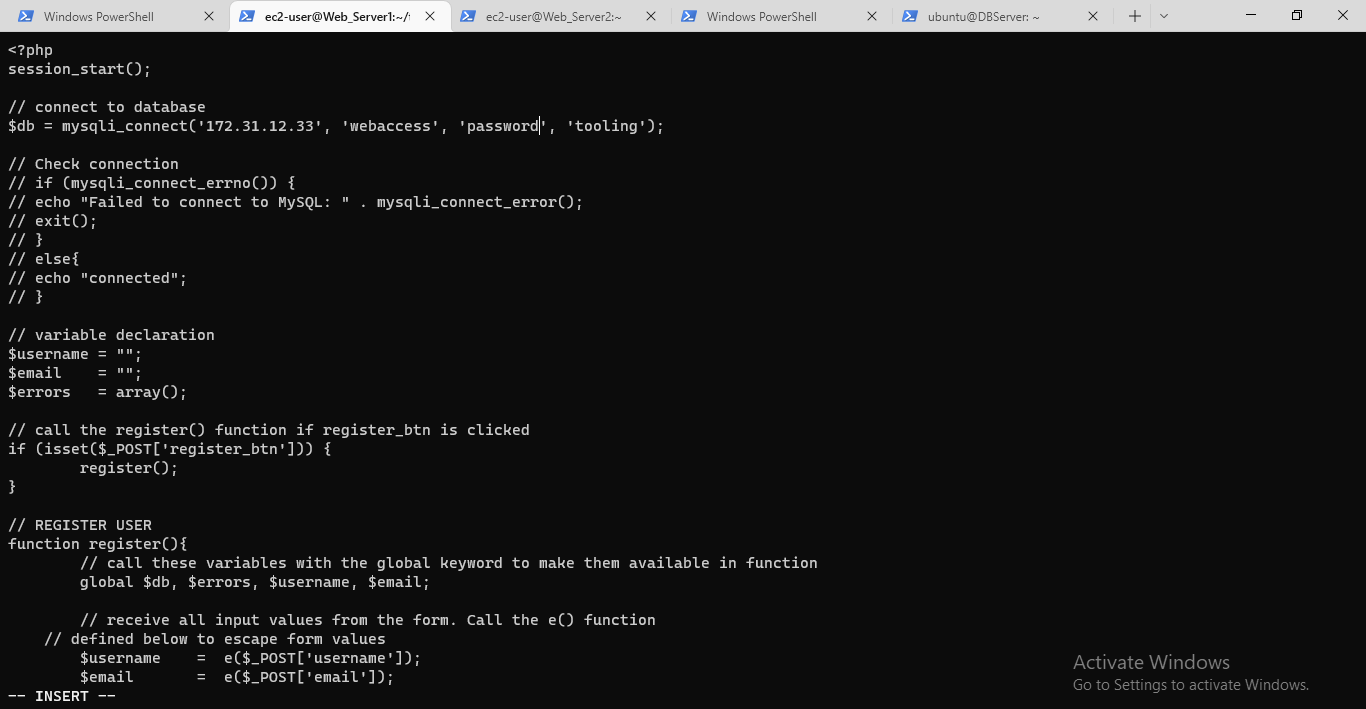 Windows PowerShell
ec2-user@Web_Server1:~/
ec2-user@Web_Server2:~
Windows PowerShell
ubuntu@DBServer: ~
<?php
session_start();
// connect to database
$db = mysqli_connect('172.31.12.33', 'webaccess', 'password', 'tooling');
// Check connection
// if (mysqli_connect_errno()) {
// echo "Failed to connect to MySQL: " . mysqli_connect_error();
// exit();
// }
// else{
// echo "connected";
// }
// variable declaration
$username = "";
$email    = "";
$errors   = array();
// call the register() function if register_btn is clicked
if (isset($_POST['register_btn'])) {
        register();
}
// REGISTER USER
function register(){
        // call these variables with the global keyword to make them available in function
        global $db, $errors, $username, $email;
        // receive all input values from the form. Call the e() function
    // defined below to escape form values
        $username    =  e($_POST['username']);
        $email       =  e($_POST['email']);
-- INSERT --
Activate Windows
Go to Settings to activate Windows.